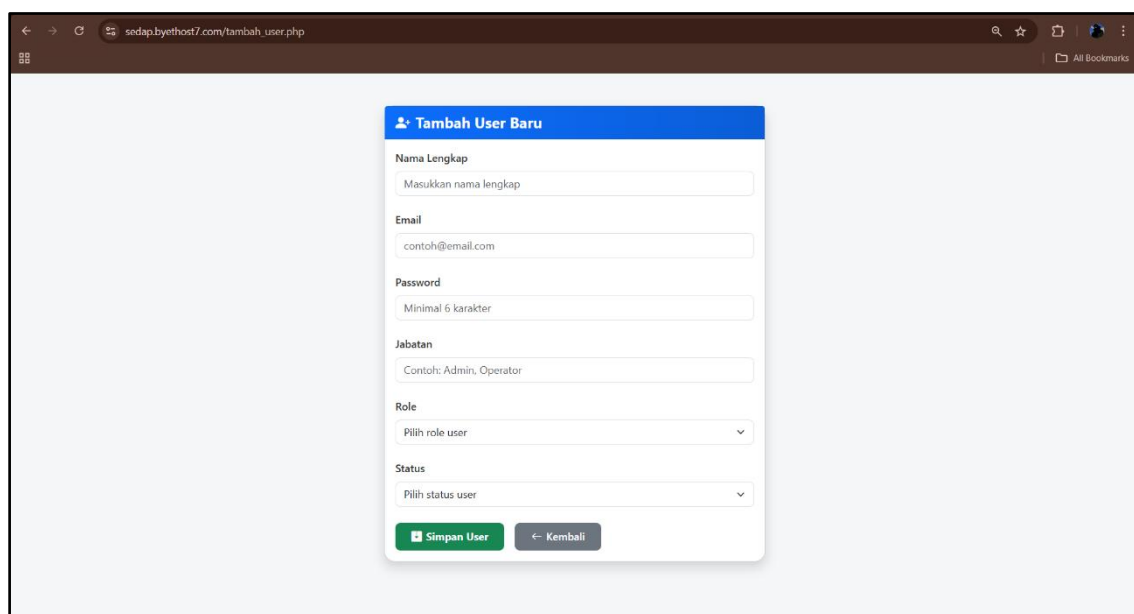 sedap.byethost7.com/tambah_user.php
All Bookmarks
Tambah User Baru
Nama Lengkap
Masukkan nama lengkap
Email
contoh@email.com
Password
Minimal 6 karakter
Jabatan
Contoh: Admin, Operator
Role
Pilih role user
Status
Pilih status user
Simpan User
← Kembali